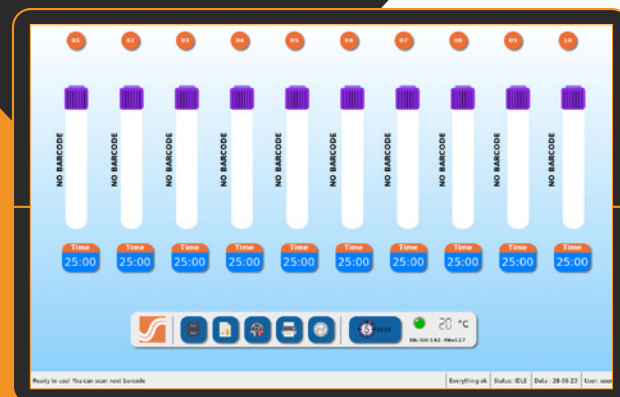 01 02 03 04 05 06 07 08 09 10
NO BARCODE NO BARCODE NO BARCODE NO BARCODE NO BARCODE NO BARCODE NO BARCODE NO BARCODE NO BARCODE NO BARCODE
Time Time Time Time Time Time Time Time Time Time
25:00 25:00 25:00 25:00 25:00 25:00 25:00 25:00 25:00 25:00
20 °C
Ready to use! You can scan next barcode Everything ok Status: IDLE Data : 28-06-23 User: user